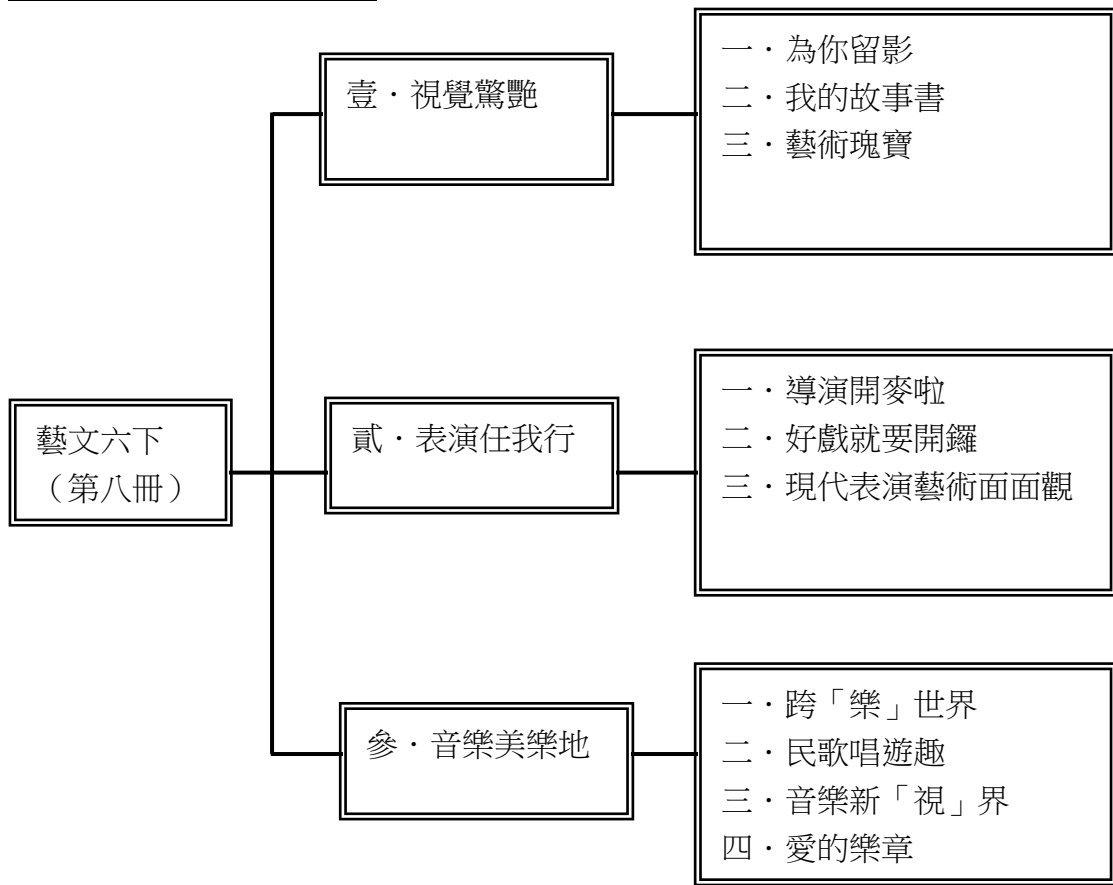 藝文六下
（第八冊）
壹．視覺驚艷
一．為你留影
二．我的故事書
三．藝術瑰寶
貳．表演任我行
一．導演開麥啦
二．好戲就要開鑼
三．現代表演藝術面面觀
參．音樂美樂地
一．跨「樂」世界
二．民歌唱遊趣
三．音樂新「視」界
四．愛的樂章